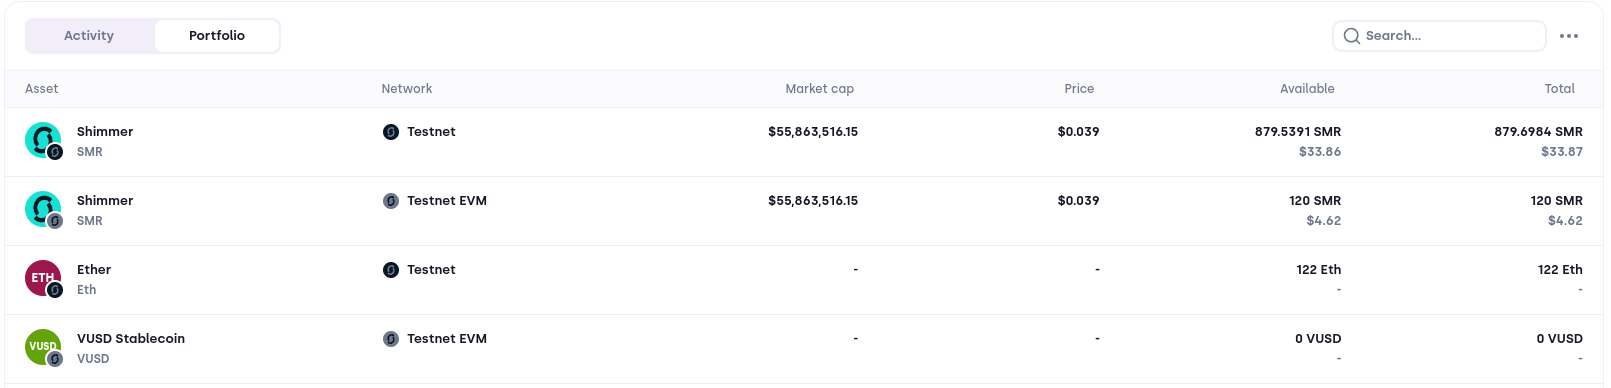 Activity Portfolio Search...
Asset Network Market cap Price Available Total
Shimmer Testnet $55,863,516.15 $0.039 879.5391 SMR 879.6984 SMR
SMR $33.86 $33.87
Shimmer Testnet EVM $55,863,516.15 $0.039 120 SMR 120 SMR
SMR $4.62 $4.62
ETH Ether Testnet - - 122 Eth 122 Eth
Eth - -
VUSD VUSD Stablecoin Testnet EVM - - 0 VUSD 0 VUSD
VUSD - -